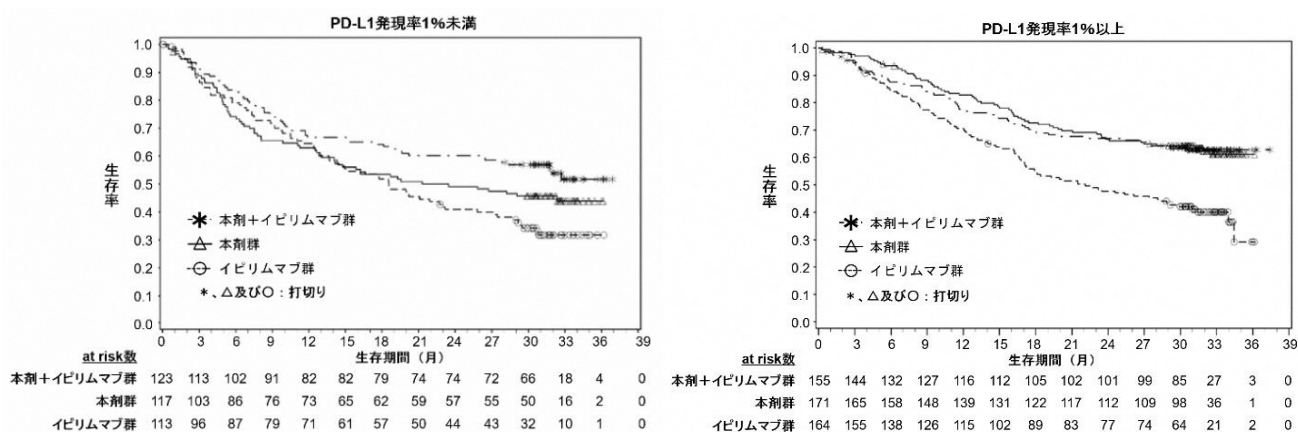 PD-L1発現率1%未満
1.0
0.9
0.8
0.7
0.6
0.5
0.4
0.3
0.2
0.1
0.0
生存率
本剤+イピリムマブ群
本剤群
イピリムマブ群
*、△及び○:打切り
0 3 6 9 12 15 18 21 24 27 30 33 36 39
生存期間(月)
at risk数
本剤+イピリムマブ群 123 113 102 91 82 82 79 74 74 72 66 18 4 0
本剤群 117 103 86 76 73 65 62 59 57 55 50 16 2 0
イピリムマブ群 113 96 87 79 71 61 57 50 44 43 32 10 1 0
PD-L1発現率1%以上
1.0
0.9
0.8
0.7
0.6
0.5
0.4
0.3
0.2
0.1
0.0
生存率
本剤+イピリムマブ群
本剤群
イピリムマブ群
*、△及び○:打切り
0 3 6 9 12 15 18 21 24 27 30 33 36 39
生存期間(月)
at risk数
本剤+イピリムマブ群 155 144 132 127 116 112 105 102 101 99 85 27 3 0
本剤群 171 165 158 148 139 131 122 117 112 109 98 36 1 0
イピリムマブ群 164 155 138 126 115 102 89 83 77 74 64 21 2 0